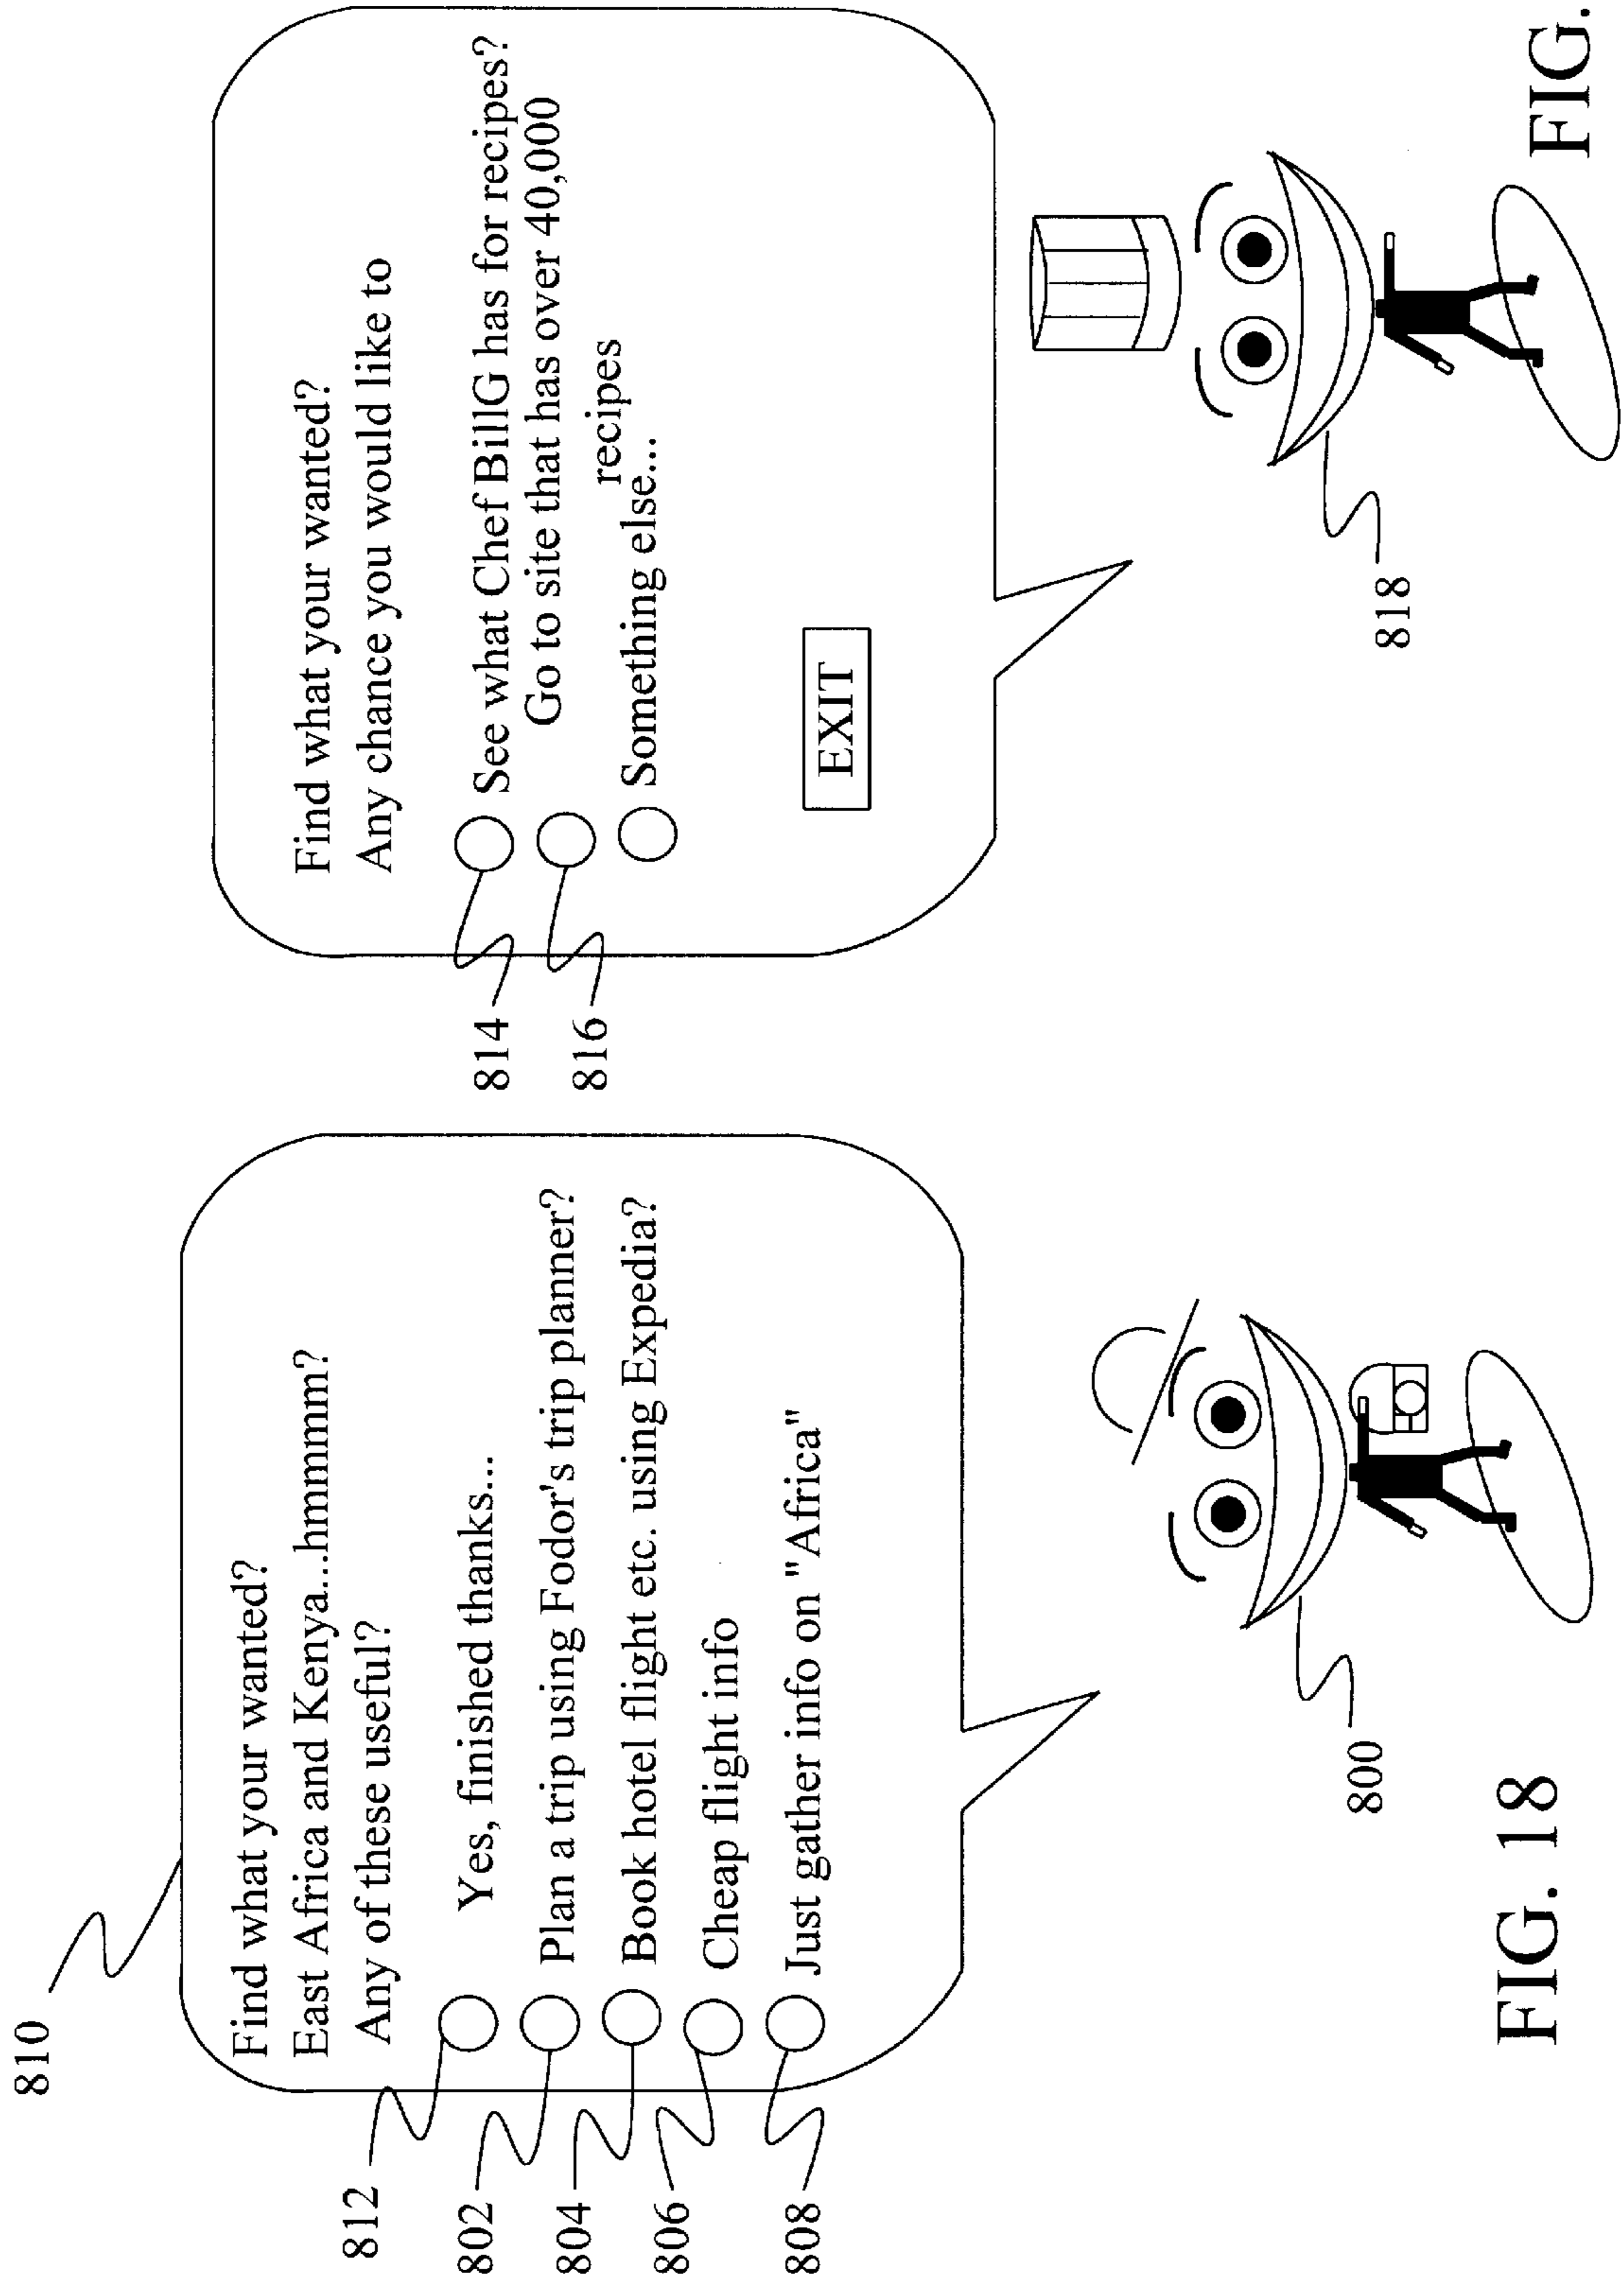 810
Find what your wanted?
East Africa and Kenya...hmmmm?
Any of these useful?
812
Yes, finished thanks...
802
Plan a trip using Fodor's trip planner?
804
Book hotel flight etc. using Expedia?
806
Cheap flight info
808
Just gather info on "Africa"
800
FIG. 18
Find what your wanted?
Any chance you would like to
814
See what Chef BillG has for recipes?
816
Go to site that has over 40,000
recipes
Something else...
EXIT
818
FIG.